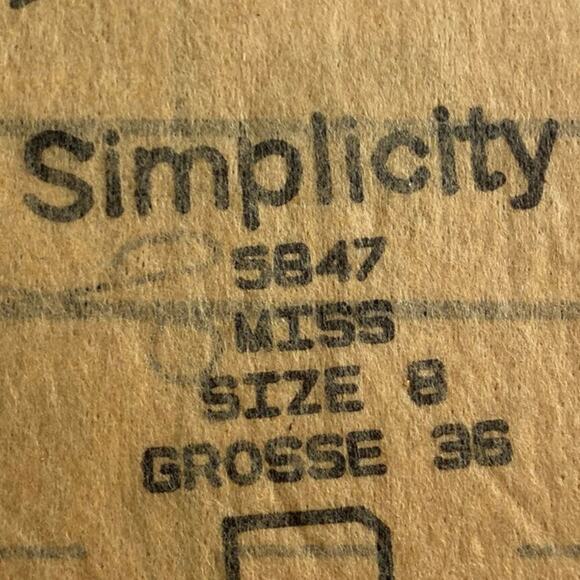 Simplicity
5847
MISS
SIZE 8
GROSSE 36